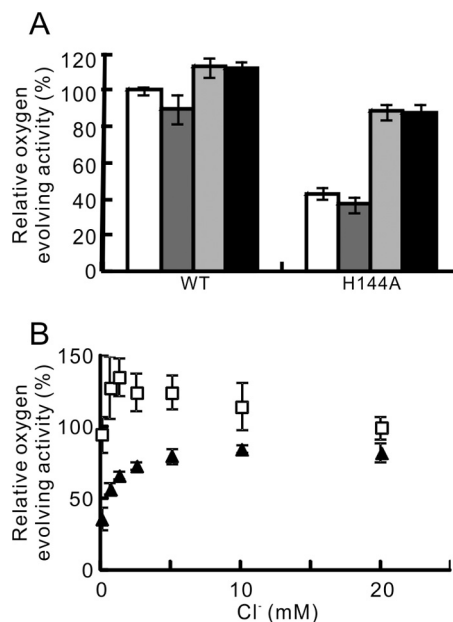 A
Relative oxygen
evolving activity (%)
120
100
80
60
40
20
0
WT
H144A
B
Relative oxygen
evolving activity (%)
150
100
50
0
0
10
20
Cl⁻ (mM)